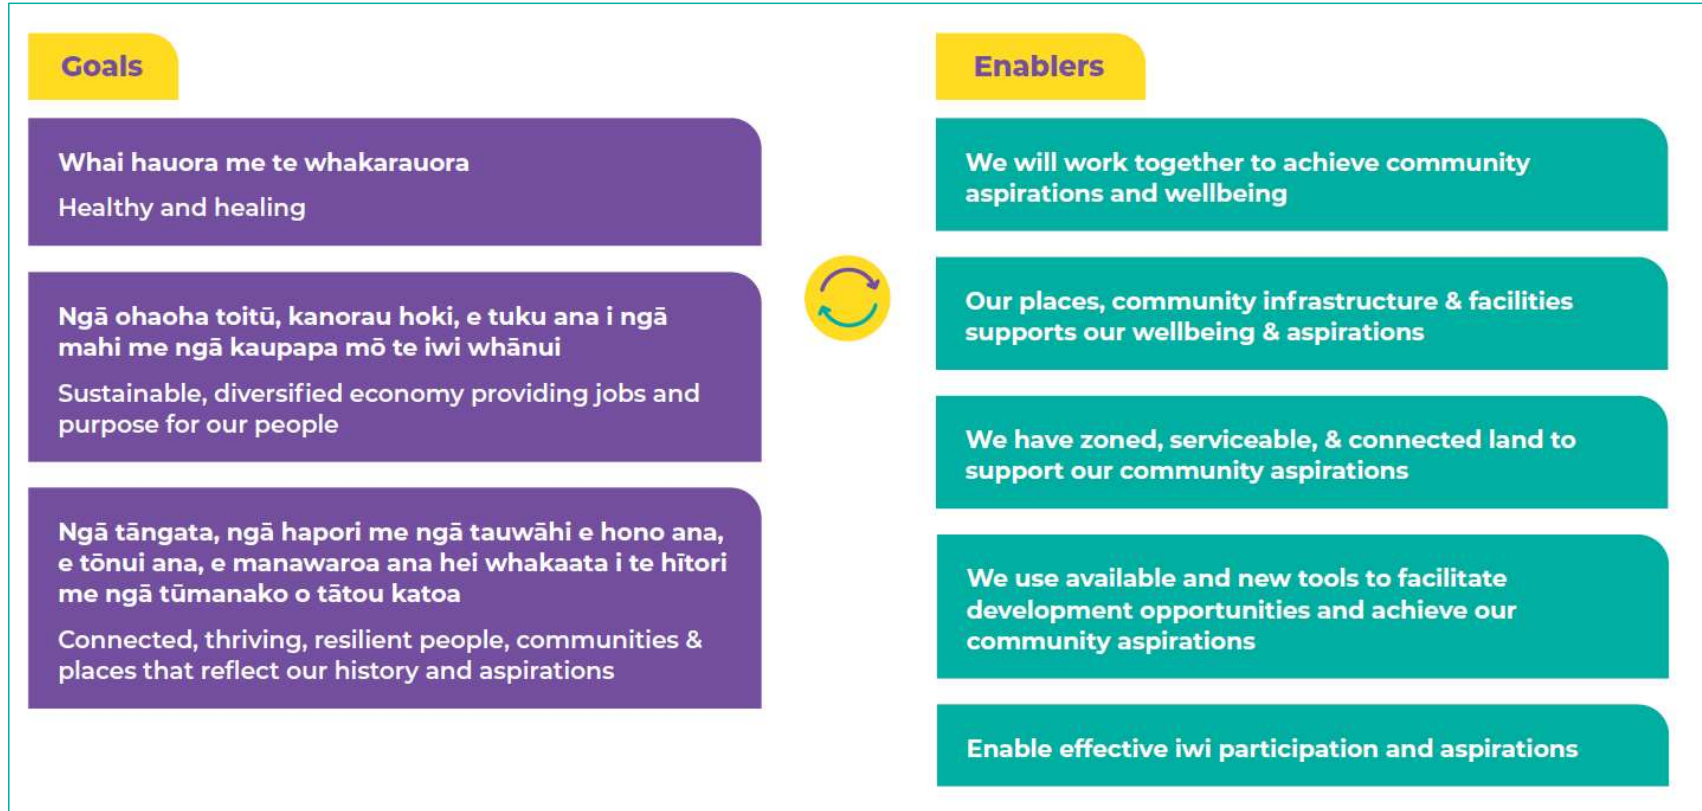 Goals
Whai hauora me te whakarauora
Healthy and healing
Ngā ohaoha toitū, kanorau hoki, e tuku ana i ngā
mahi me ngā kaupapa mō te iwi whānui
Sustainable, diversified economy providing jobs and
purpose for our people
Ngā tāngata, ngā hapori me ngā tauwāhi e hono ana,
e tōnui ana, e manawaroa ana hei whakaata i te hītori
me ngā tūmanako o tātou katoa
Connected, thriving, resilient people, communities &
places that reflect our history and aspirations
Enablers
We will work together to achieve community
aspirations and wellbeing
Our places, community infrastructure & facilities
supports our wellbeing & aspirations
We have zoned, serviceable, & connected land to
support our community aspirations
We use available and new tools to facilitate
development opportunities and achieve our
community aspirations
Enable effective iwi participation and aspirations